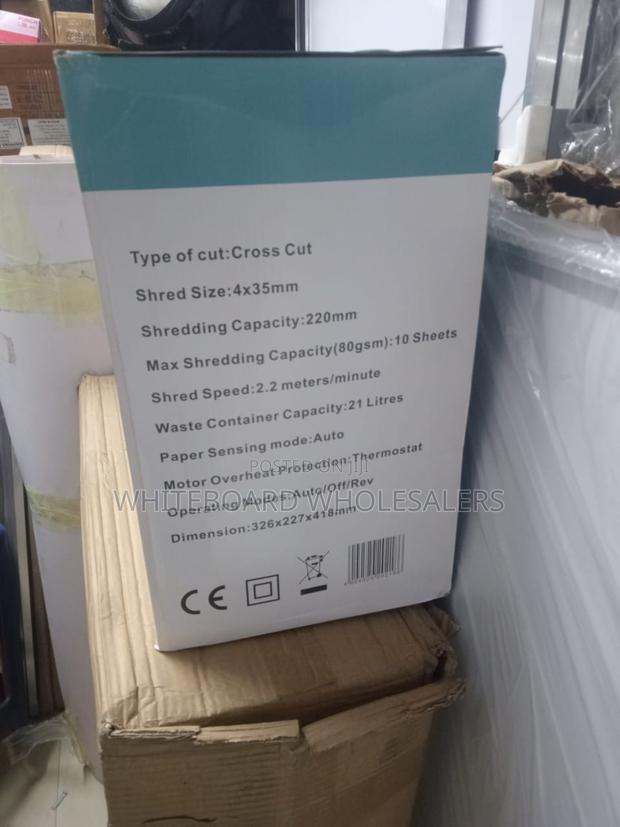 Type of cut:Cross Cut
Shred Size:4x35mm
Shredding Capacity:220mm
Max Shredding Capacity(80gsm):10 Sheets
Shred Speed:2.2 meters/minute
Waste Container Capacity:21 Litres
Paper Sensing mode:Auto
POSTED ON JIJI
Motor Overheat Protection:Thermostat
WHITEBOARD WHOLESALERS
Operating Modes:Auto/Off/Rev
Dimension:326x227x418mm
CE